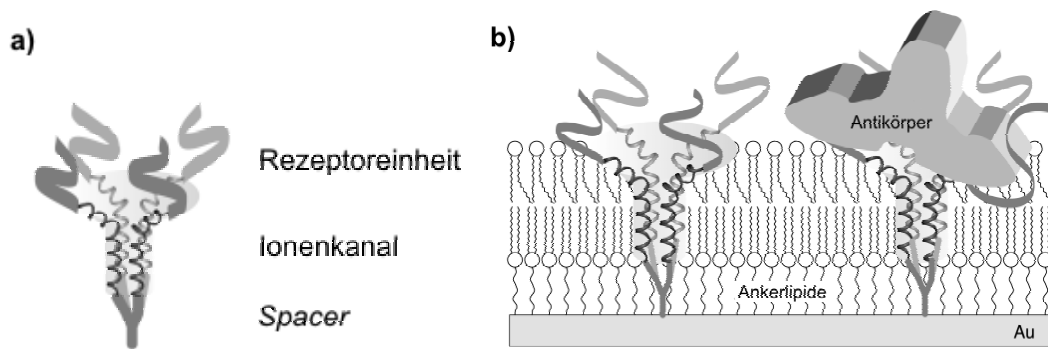 a)
Rezeptoreinheit
Ionenkanal
Spacer
b)
Antikörper
Ankerlipide
Au